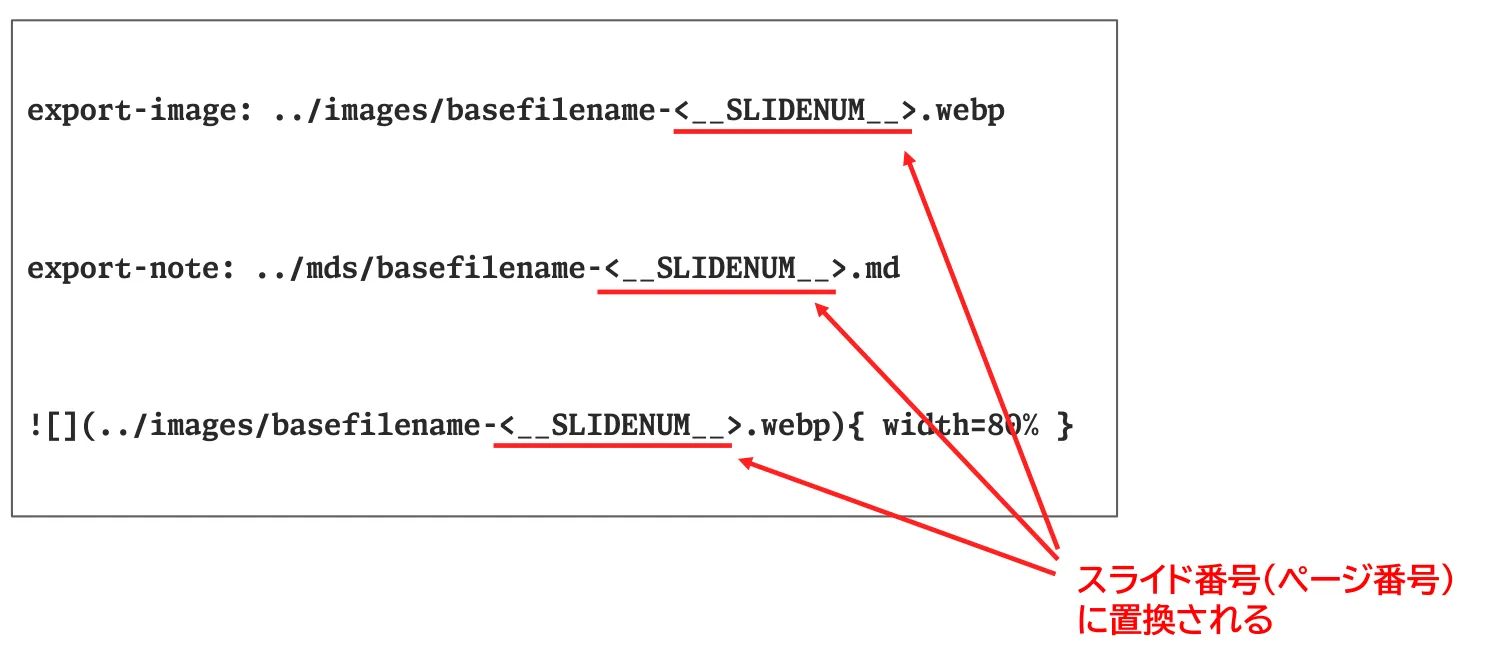 export-image: ../images/basefilename-<__SLIDENUM__>.webp
export-note: ../mds/basefilename-<__SLIDENUM__>.md
![](../images/basefilename-<__SLIDENUM__>.webp){ width=80% }
スライド番号(ページ番号)
に置換される